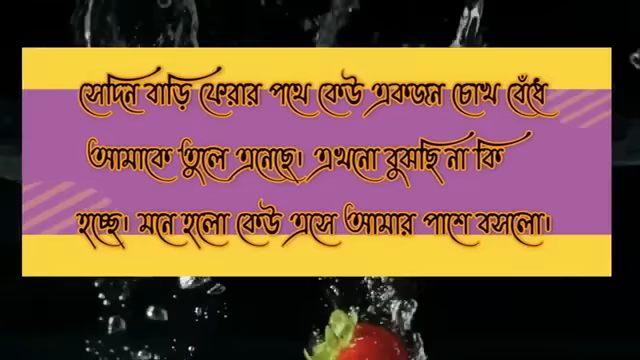 সেদিন বাড়ি ফেরার পথে কেউ একজন চোখ বেঁধে
আমাকে তুলে এনেছে। এখনো বুঝছি না কি
হচ্ছে। মনে হলো কেউ এসে আমার পাশে বসলো।